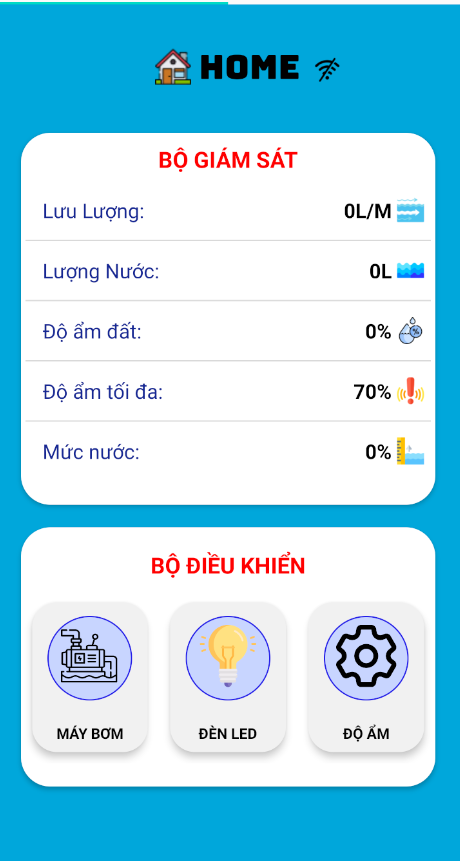 HOME
BỘ GIÁM SÁT
Lưu Lượng: 0L/M
Lượng Nước: 0L
Độ ẩm đất: 0%
Độ ẩm tối đa: 70%
Mức nước: 0%
BỘ ĐIỀU KHIỂN
MÁY BƠM ĐÈN LED ĐỘ ẨM